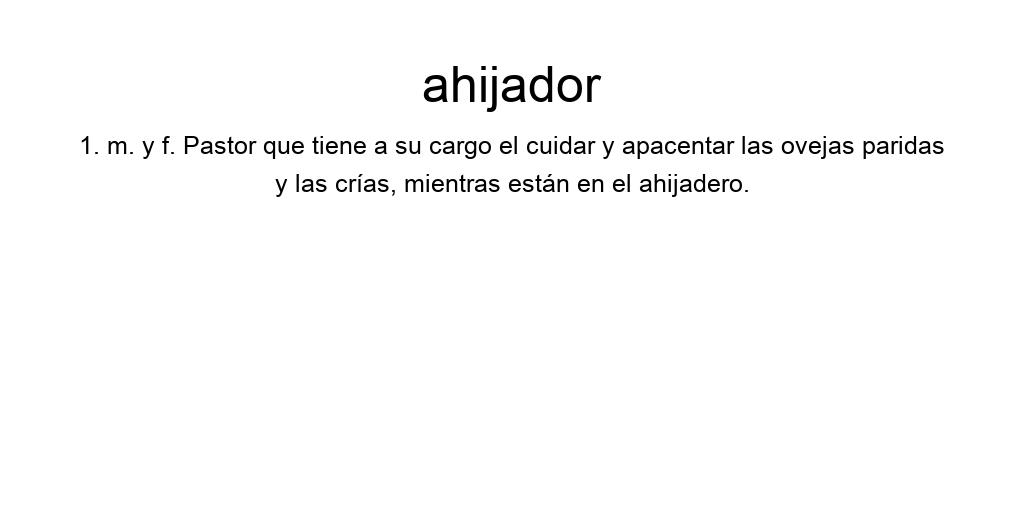 ahijador
1. m. y f. Pastor que tiene a su cargo el cuidar y apacentar las ovejas paridas
y las crías, mientras están en el ahijadero.